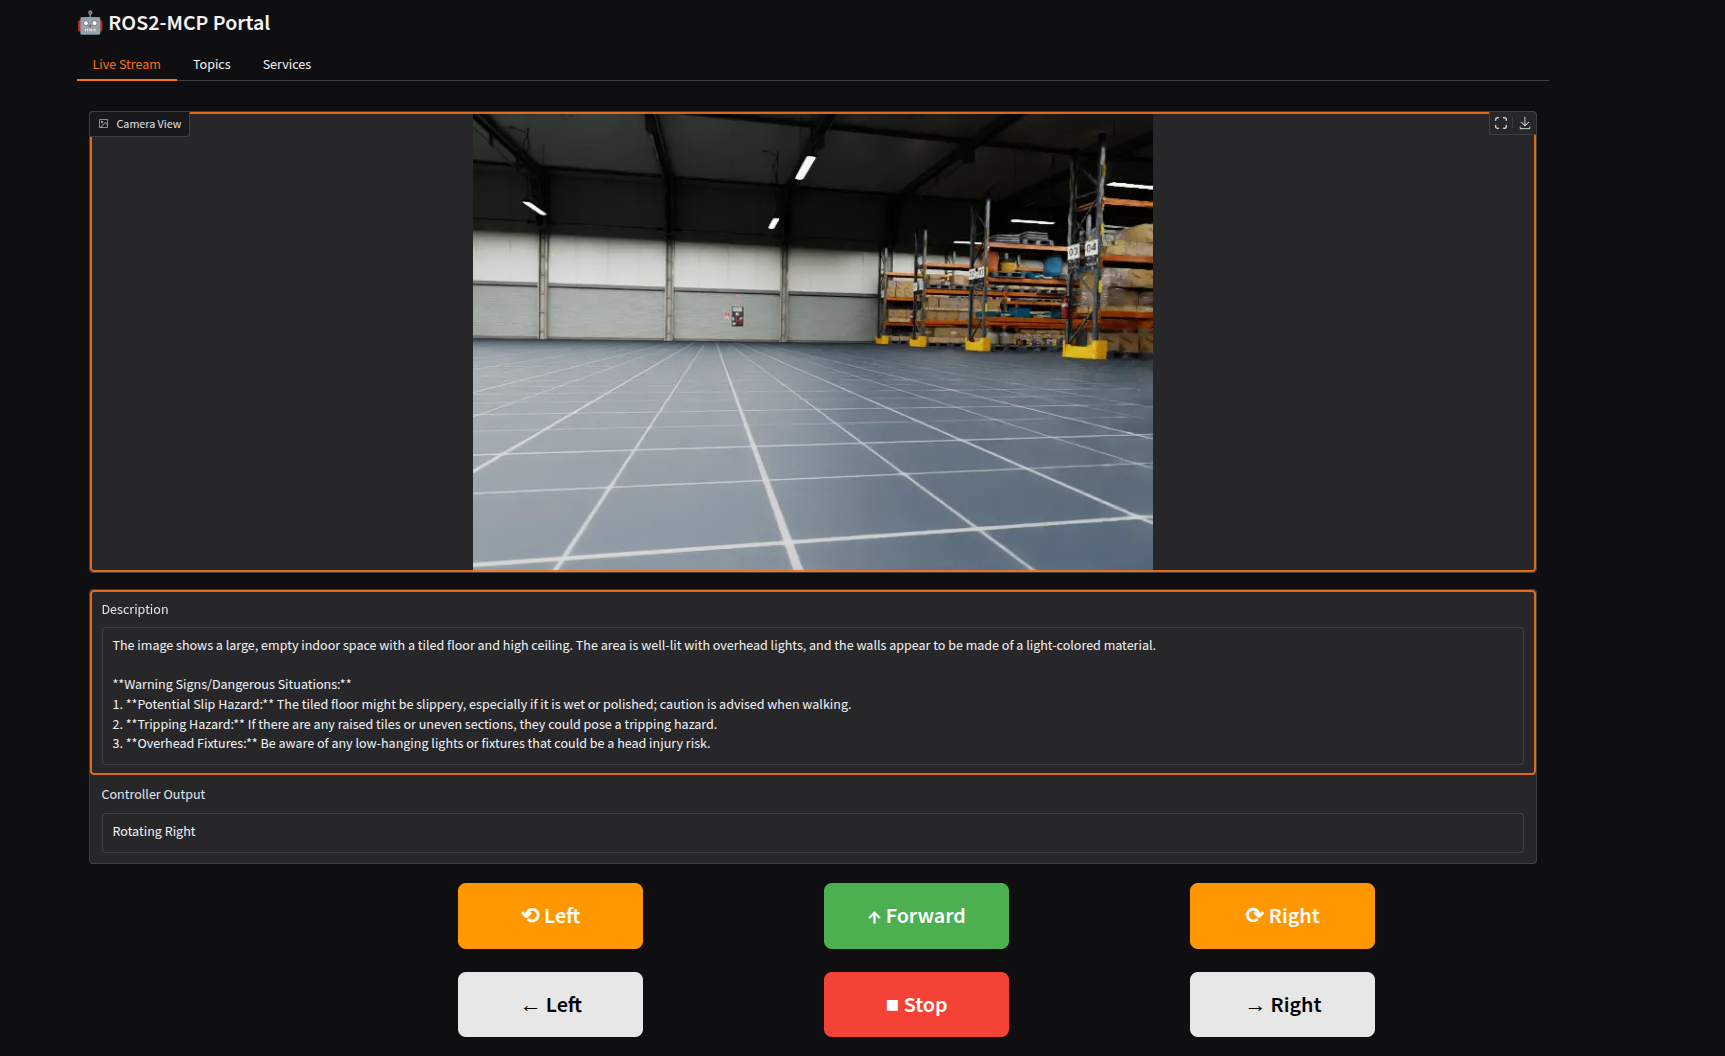 ROS2-MCP Portal
Live Stream Topics Services
Camera View
03 04
Description
The image shows a large, empty indoor space with a tiled floor and high ceiling. The area is well-lit with overhead lights, and the walls appear to be made of a light-colored material.
**Warning Signs/Dangerous Situations:**
1. **Potential Slip Hazard:** The tiled floor might be slippery, especially if it is wet or polished; caution is advised when walking.
2. **Tripping Hazard:** If there are any raised tiles or uneven sections, they could pose a tripping hazard.
3. **Overhead Fixtures:** Be aware of any low-hanging lights or fixtures that could be a head injury risk.
Controller Output
Rotating Right
⟲ Left ↑ Forward ⟳ Right
← Left ■ Stop → Right